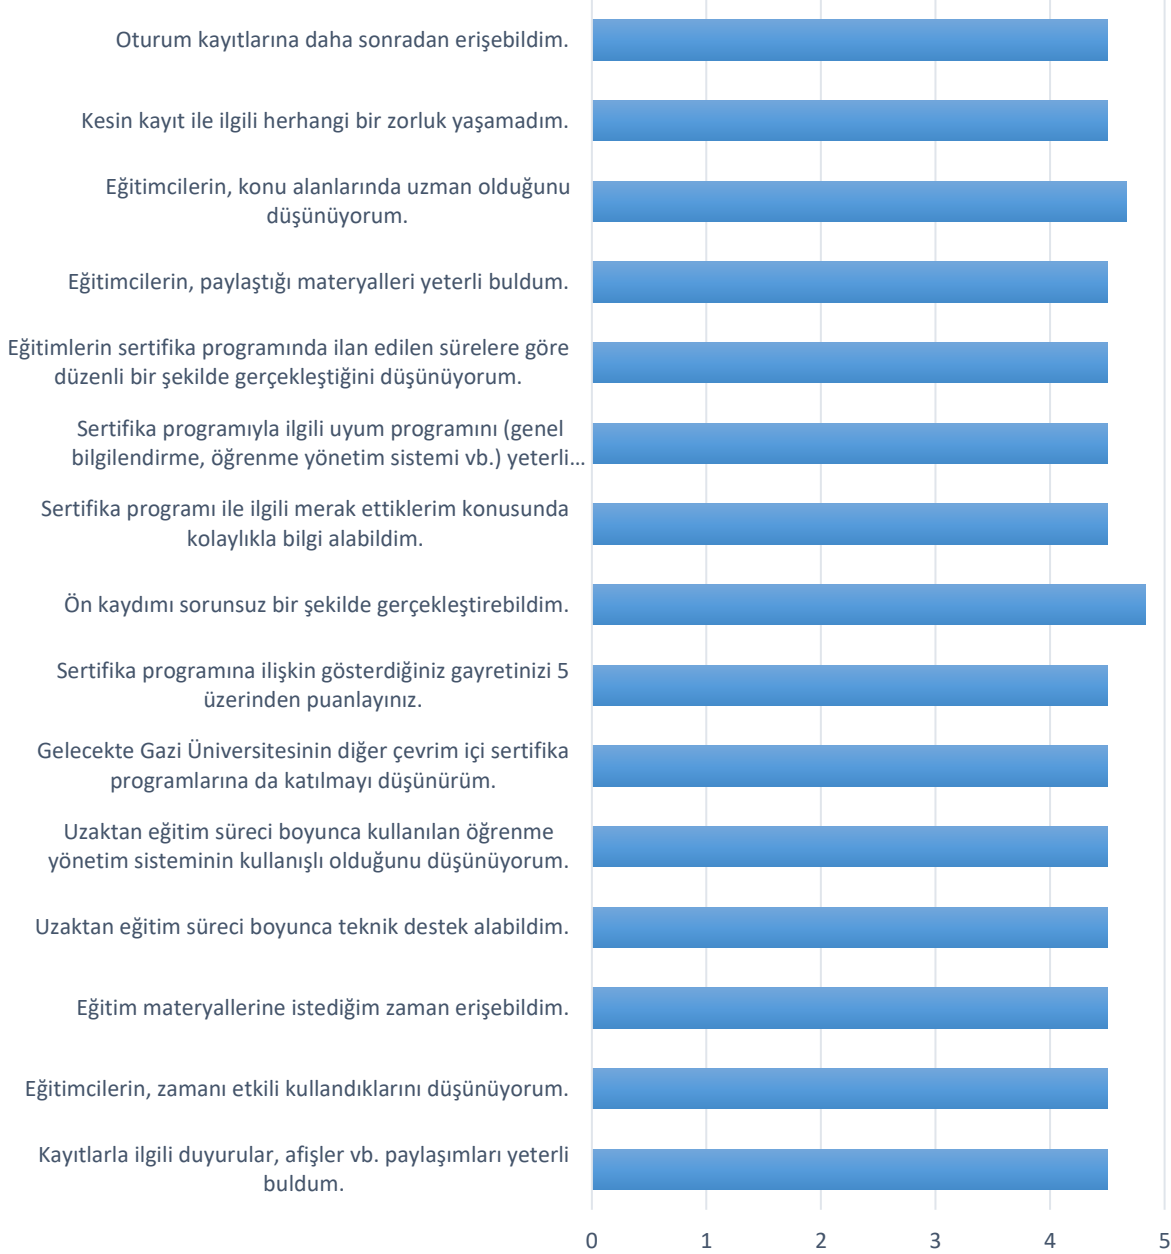 Oturum kayıtlarına daha sonradan erişebildim.
Kesin kayıt ile ilgili herhangi bir zorluk yaşamadım.
Eğitimcilerin, konu alanlarında uzman olduğunu
düşünüyorum.
Eğitimcilerin, paylaştığı materyalleri yeterli buldum.
Eğitimlerin sertifika programında ilan edilen sürelere göre
düzenli bir şekilde gerçekleştiğini düşünüyorum.
Sertifika programıyla ilgili uyum programını (genel
bilgilendirme, öğrenme yönetim sistemi vb.) yeterli…
Sertifika programı ile ilgili merak ettiklerim konusunda
kolaylıkla bilgi alabildim.
Ön kaydımı sorunsuz bir şekilde gerçekleştirebildim.
Sertifika programına ilişkin gösterdiğiniz gayretinizi 5
üzerinden puanlayınız.
Gelecekte Gazi Üniversitesinin diğer çevrim içi sertifika
programlarına da katılmayı düşünürüm.
Uzaktan eğitim süreci boyunca kullanılan öğrenme
yönetim sisteminin kullanışlı olduğunu düşünüyorum.
Uzaktan eğitim süreci boyunca teknik destek alabildim.
Eğitim materyallerine istediğim zaman erişebildim.
Eğitimcilerin, zamanı etkili kullandıklarını düşünüyorum.
Kayıtlarla ilgili duyurular, afişler vb. paylaşımları yeterli
buldum.
0 1 2 3 4 5